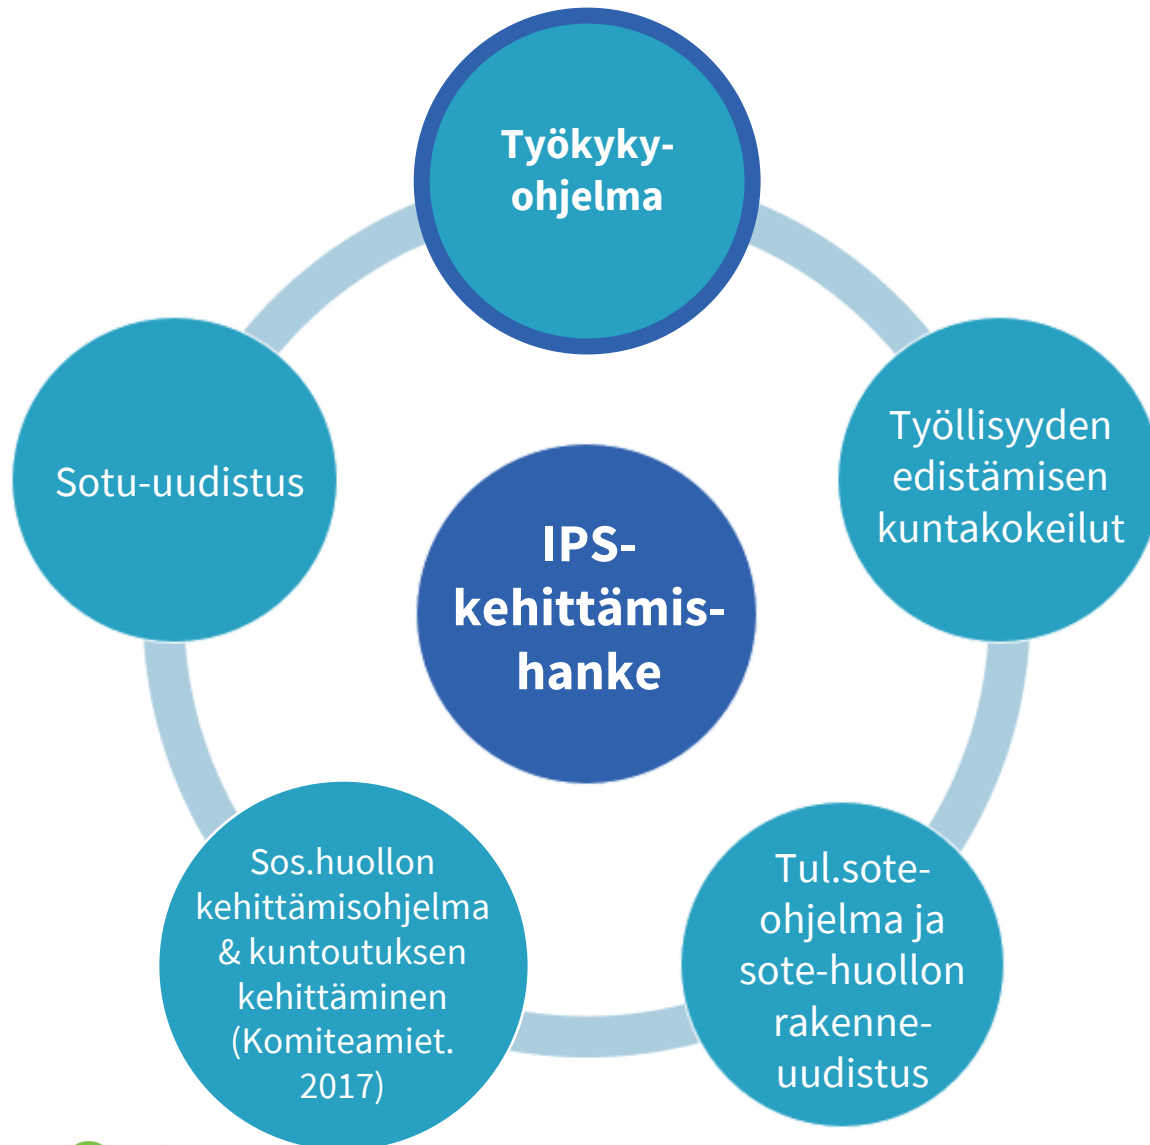 Työkyky-
ohjelma
Työllisyyden
edistämisen
kuntakokeilut
Sotu-uudistus
IPS-
kehittämis-
hanke
Tul.sote-
ohjelma ja
sote-huollon
rakenne-
uudistus
Sos.huollon
kehittämisohjelma
& kuntoutuksen
kehittäminen
(Komiteamiet.
2017)